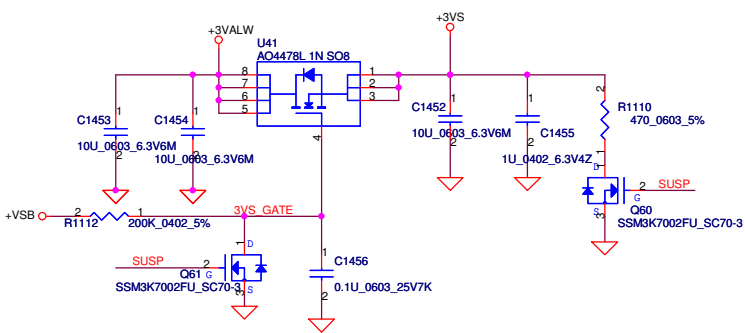 +3VALW
+3VS
U41
AO4478L 1N SO8
8
7
6
5
1
2
3
4
C1453
10U_0603_6.3V6M
1
2
C1454
10U_0603_6.3V6M
1
2
C1452
10U_0603_6.3V6M
1
2
C1455
1U_0402_6.3V4Z
1
2
R1110
470_0603_5%
2
1
D
SUSP
2
G
S
3
Q60
SSM3K7002FU_SC70-3
+VSB
2
1
R1112
200K_0402_5%
3VS_GATE
SUSP
2
G
1
D
S
3
Q61
SSM3K7002FU_SC70-3
C1456
0.1U_0603_25V7K
1
2